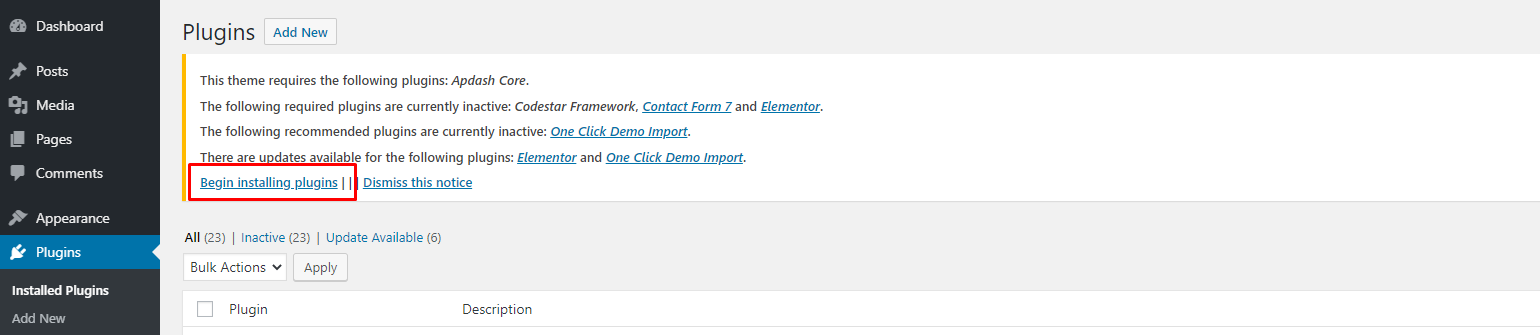 Dashboard
Posts
Media
Pages
Comments
Appearance
Plugins
Installed Plugins
Add New
Plugins Add New
This theme requires the following plugins: Apdash Core.
The following required plugins are currently inactive: Codestar Framework, Contact Form 7 and Elementor.
The following recommended plugins are currently inactive: One Click Demo Import.
There are updates available for the following plugins: Elementor and One Click Demo Import.
Begin installing plugins | | | Dismiss this notice
All (23) | Inactive (23) | Update Available (6)
Bulk Actions Apply
Plugin Description